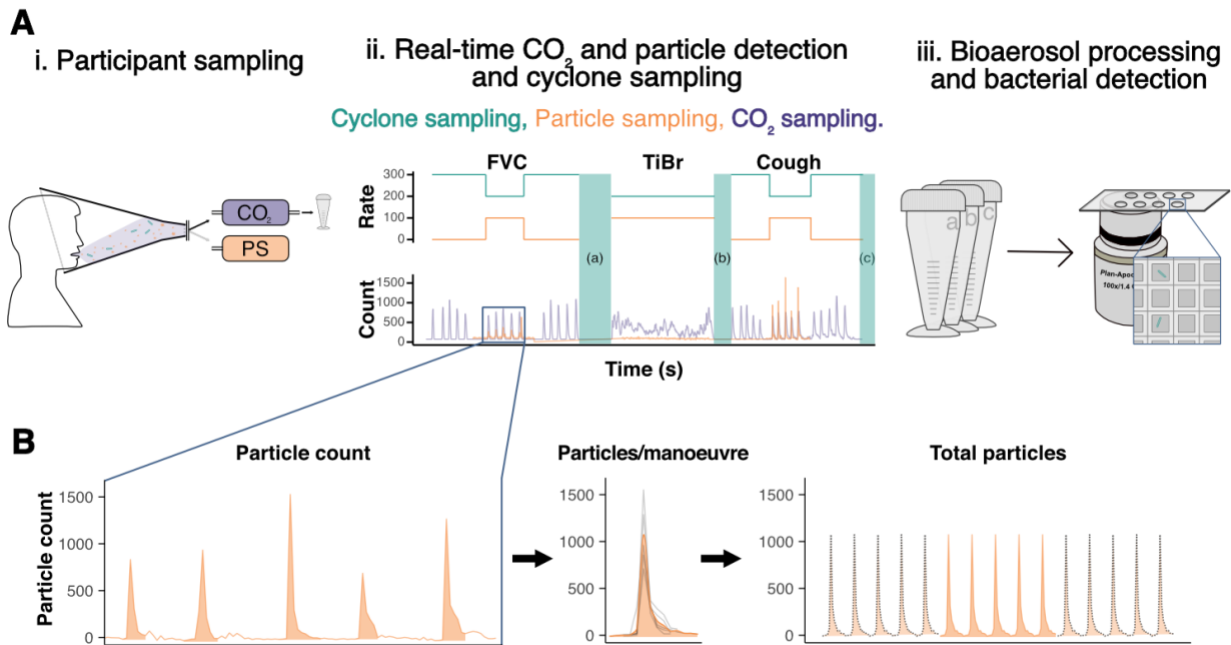 A
i. Participant sampling
ii. Real-time CO₂ and particle detection
and cyclone sampling
iii. Bioaerosol processing
and bacterial detection
Cyclone sampling, Particle sampling, CO₂ sampling.
FVC
TiBr
Cough
CO₂
PS
Rate
300
200
100
0
(a)
(b)
(c)
Count
1500
1000
500
0
Time (s)
a
b
c
100x/1.4
B
Particle count
Particles/manoeuvre
Total particles
Particle count
1500
1000
500
0
1500
1000
500
0
1500
1000
500
0